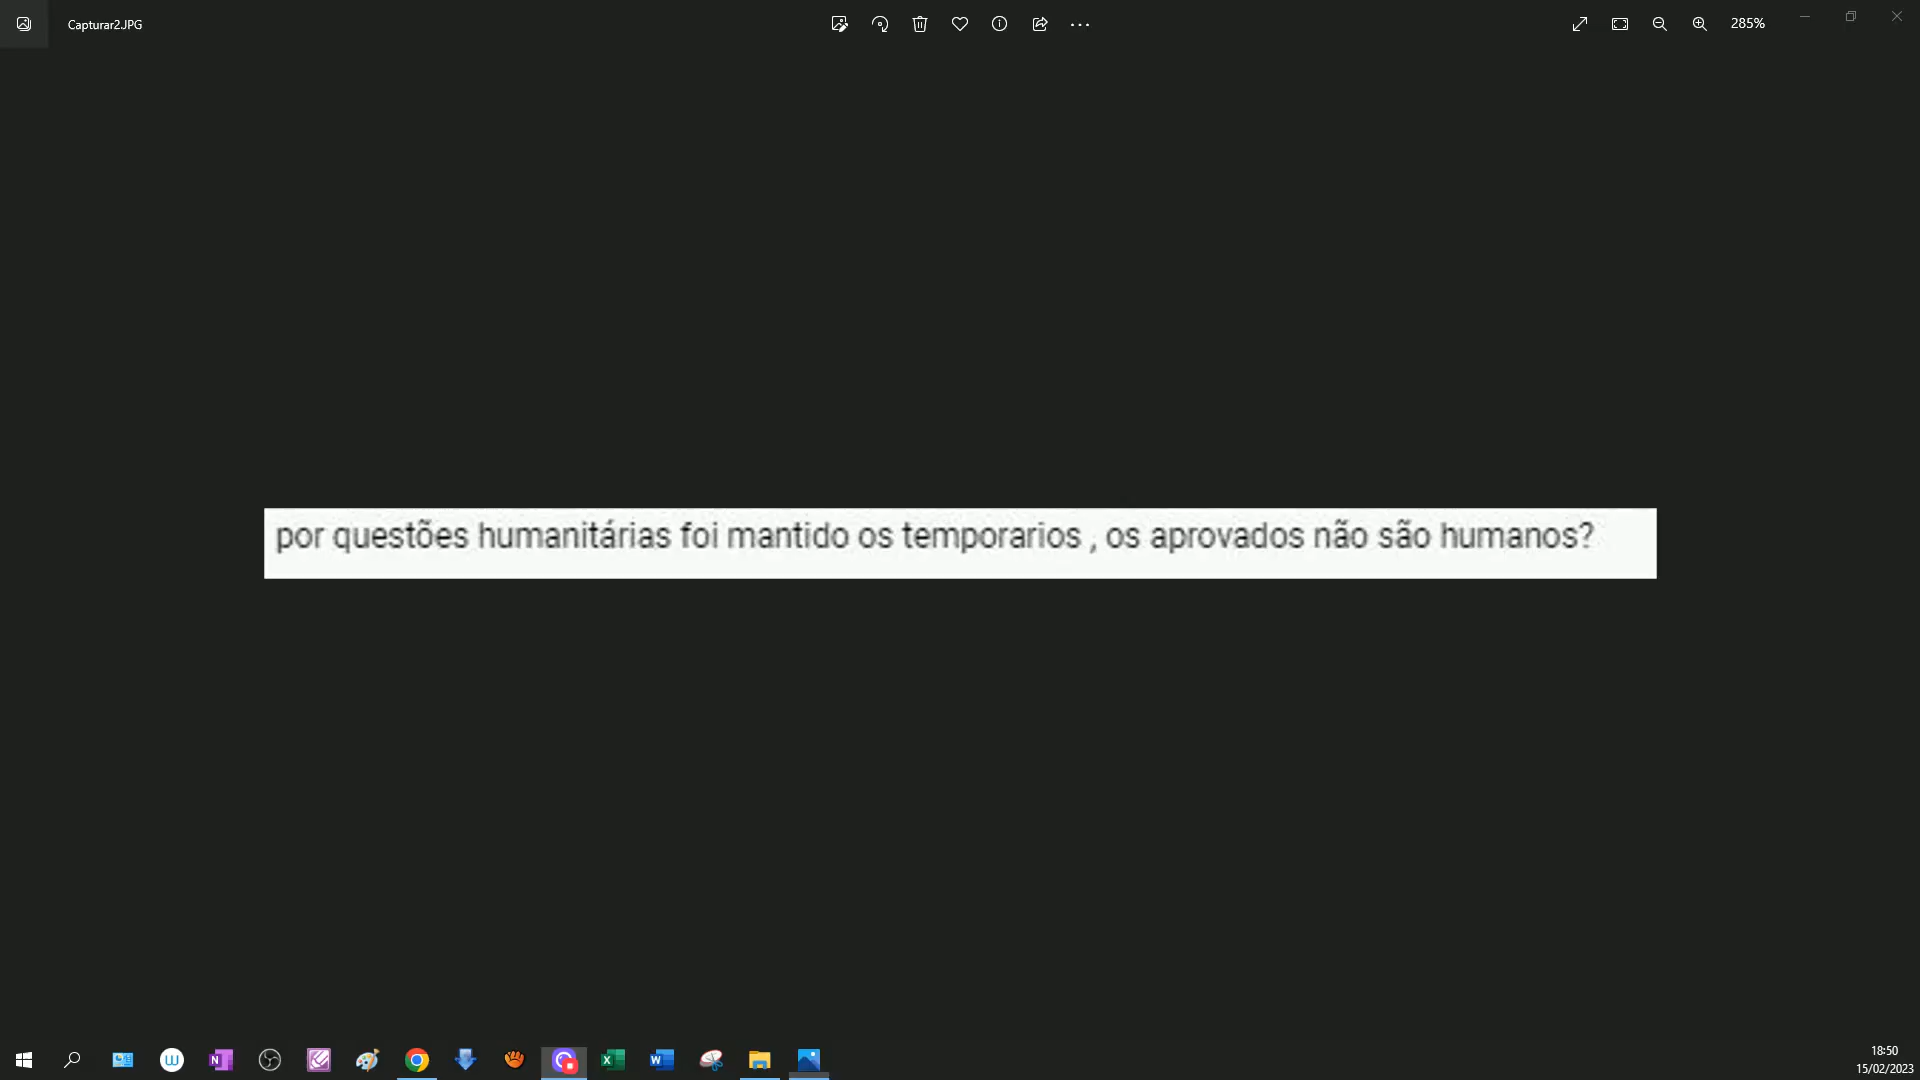 Capturar2.JPG
285%
por questões humanitárias foi mantido os temporarios , os aprovados não são humanos?
18:50
15/02/2023